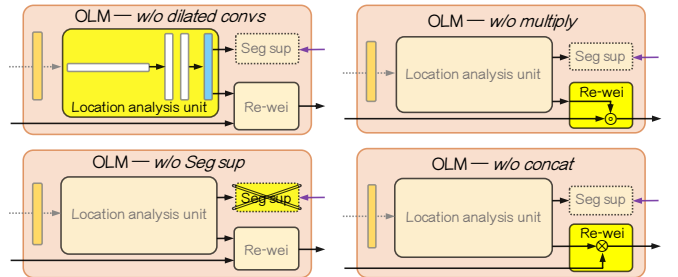 OLM — w/o dilated convs
Seg sup
Location analysis unit
Re-wei
OLM — w/o multiply
Location analysis unit
Seg sup
Re-wei
OLM — w/o Seg sup
Location analysis unit
Seg sup
Re-wei
OLM — w/o concat
Location analysis unit
Seg sup
Re-wei